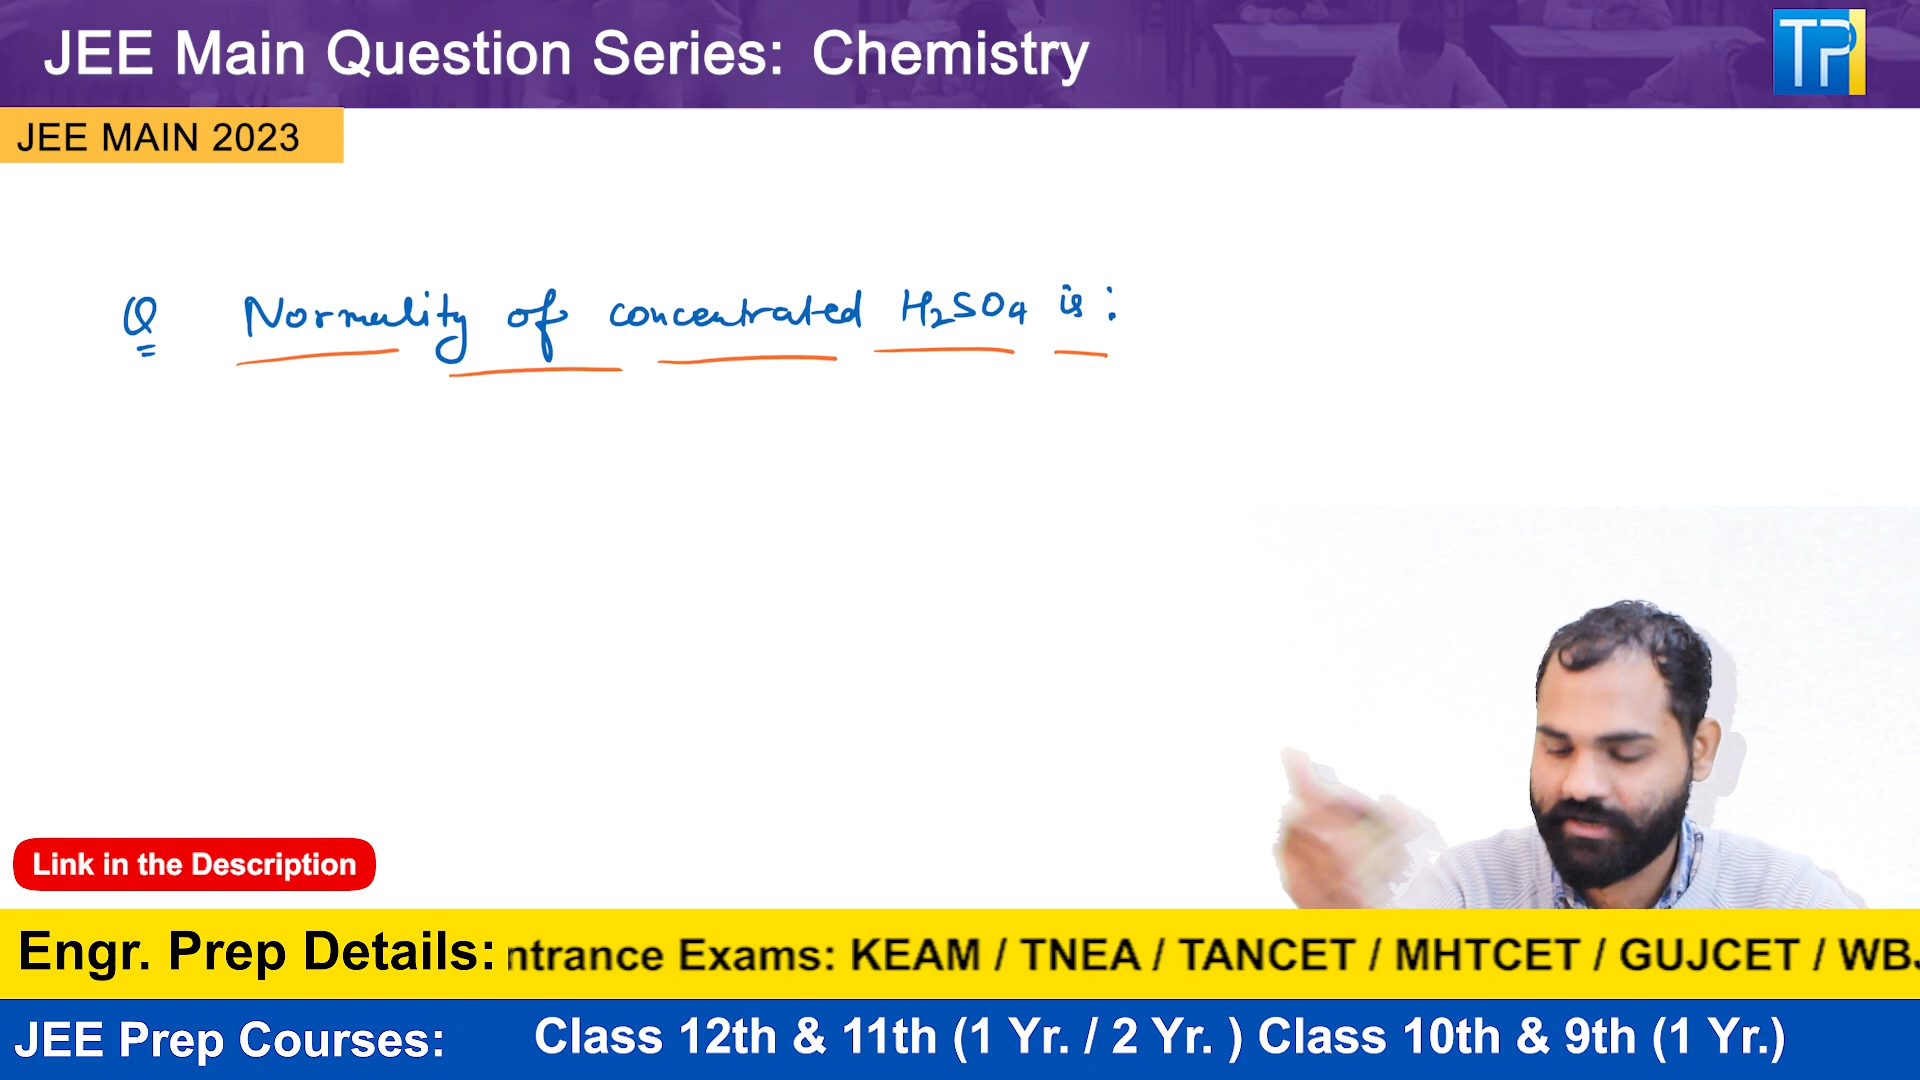 JEE Main Question Series: Chemistry
TP
JEE MAIN 2023
Q Normality of concentrated H₂SO₄ is:
Link in the Description
Engr. Prep Details: ntrance Exams: KEAM / TNEA / TANCET / MHTCET / GUJCET / WBJ
JEE Prep Courses: Class 12th & 11th (1 Yr. / 2 Yr. ) Class 10th & 9th (1 Yr.)